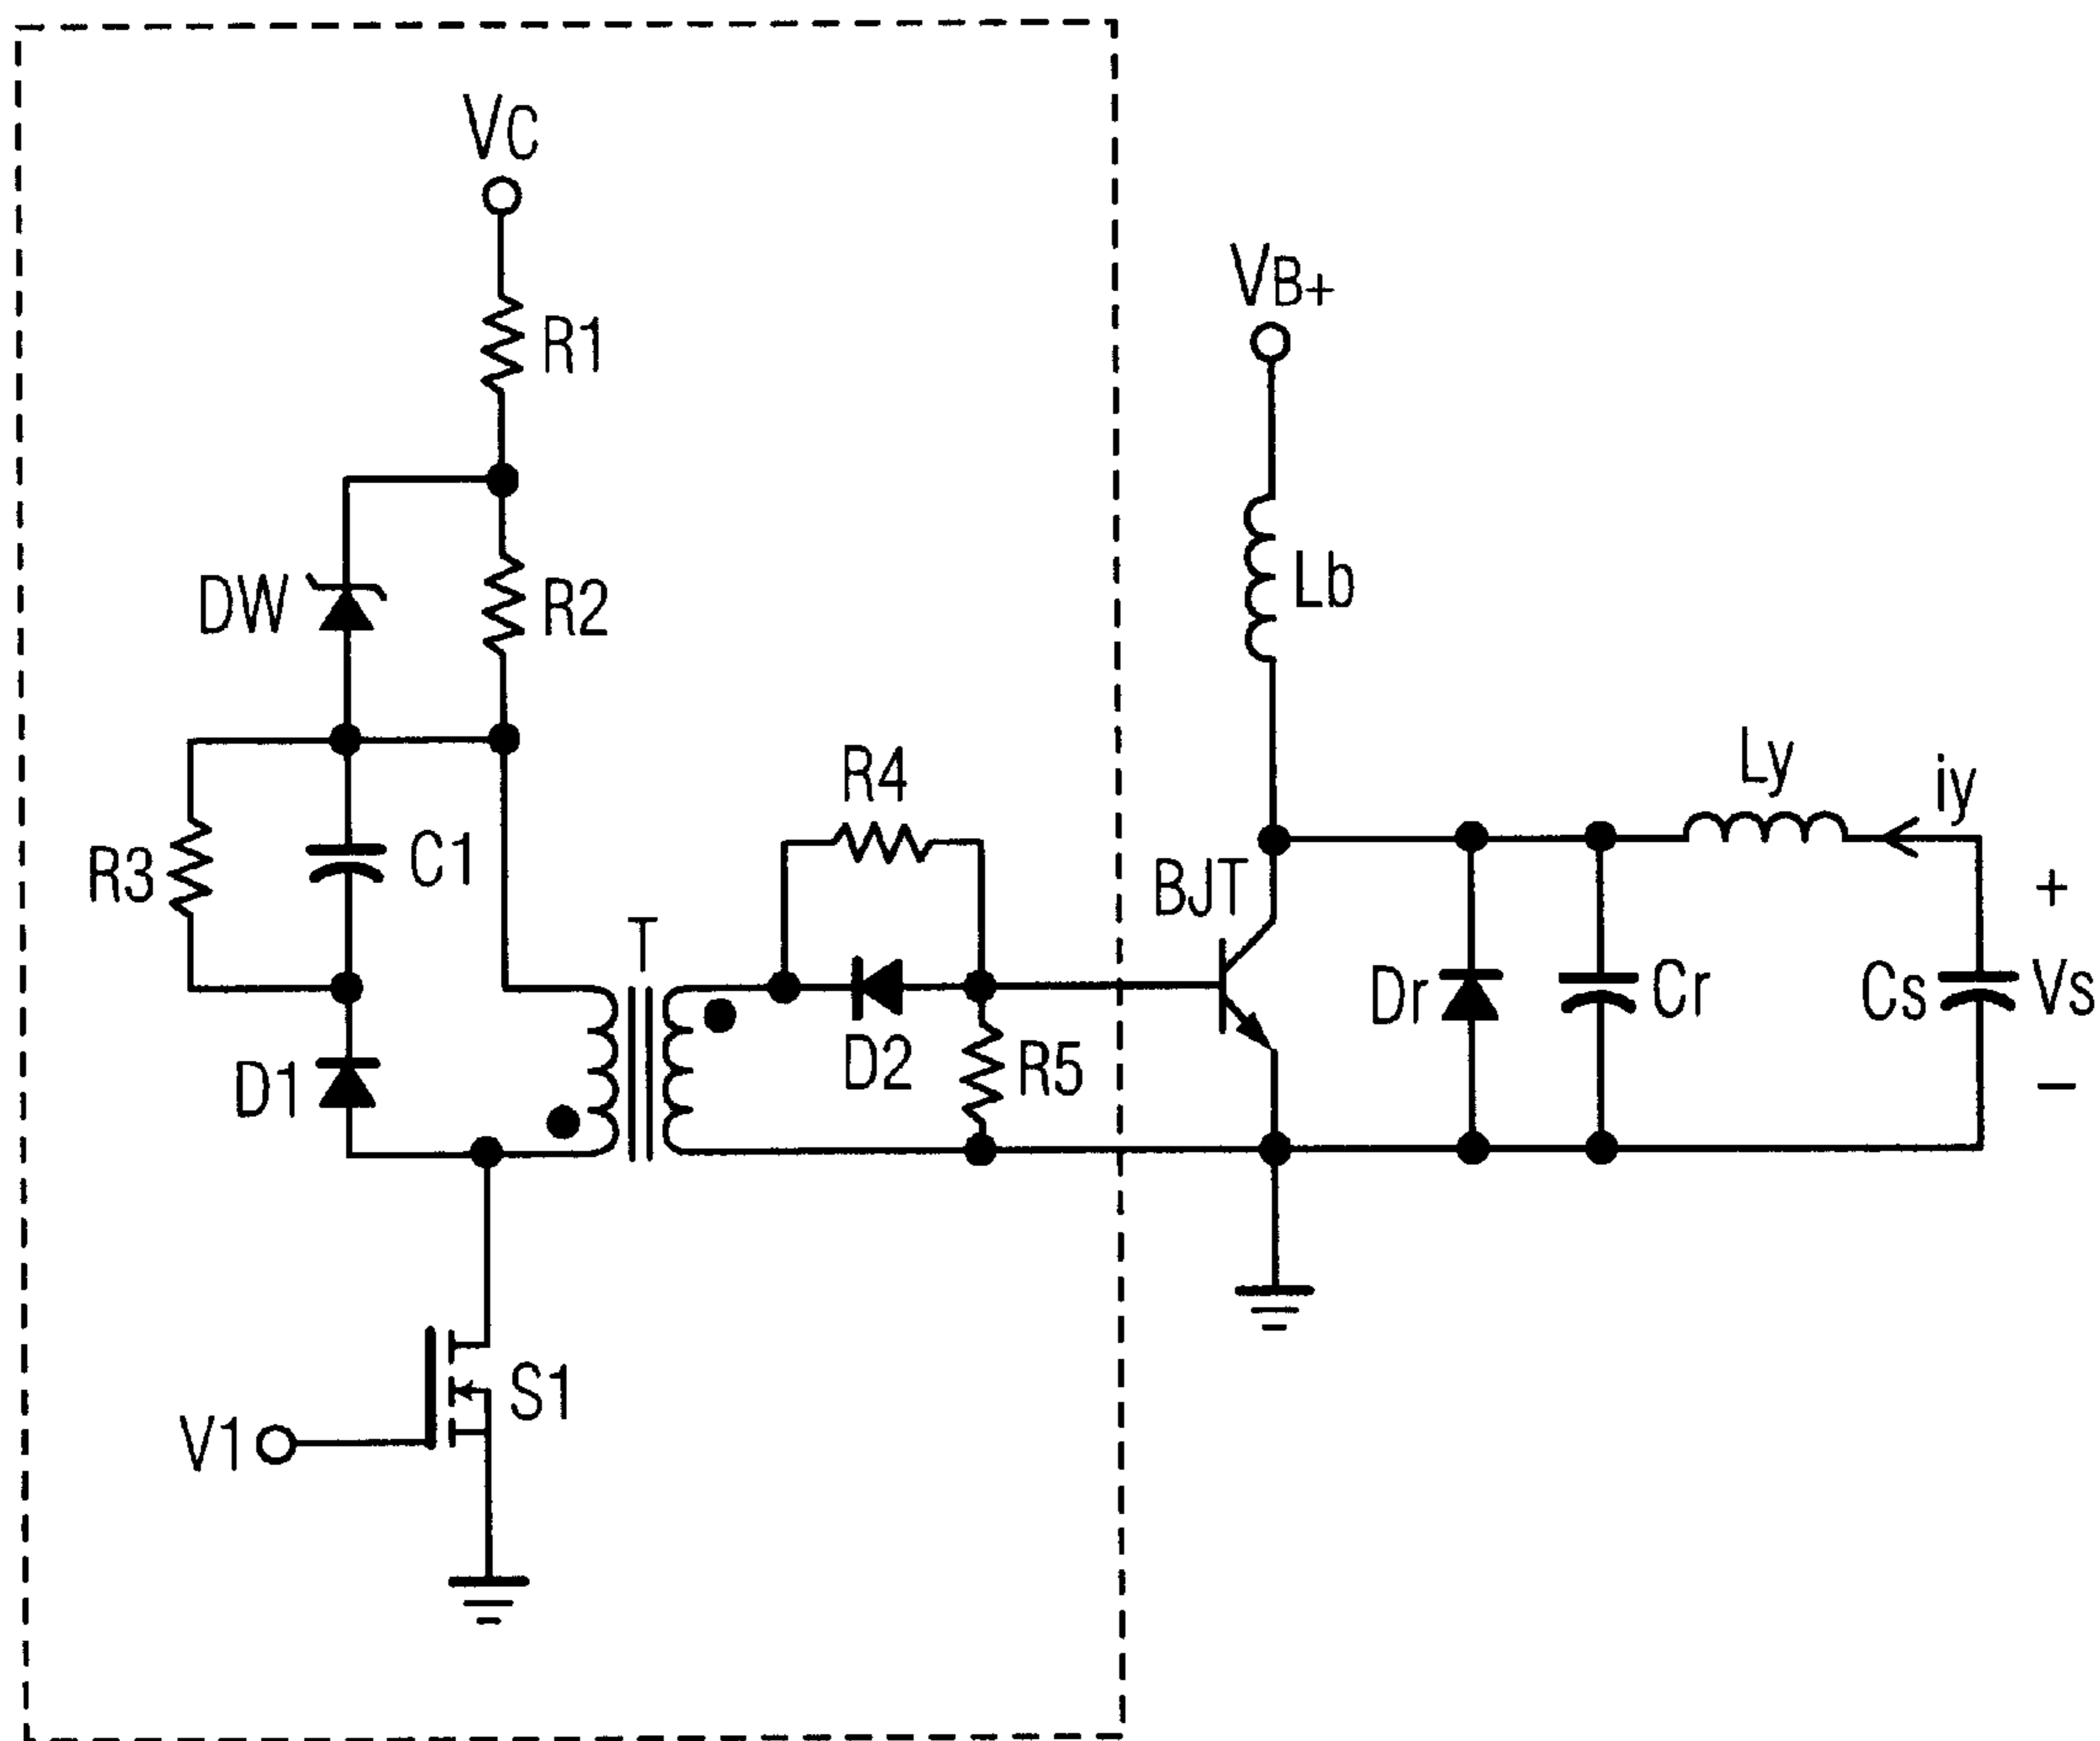 VC
R1
VB+
DW
R2
Lb
R3
C1
R4
Ly
iy
BJT
T
D1
D2
R5
Dr
Cr
Cs
+
Vs
−
V1
S1